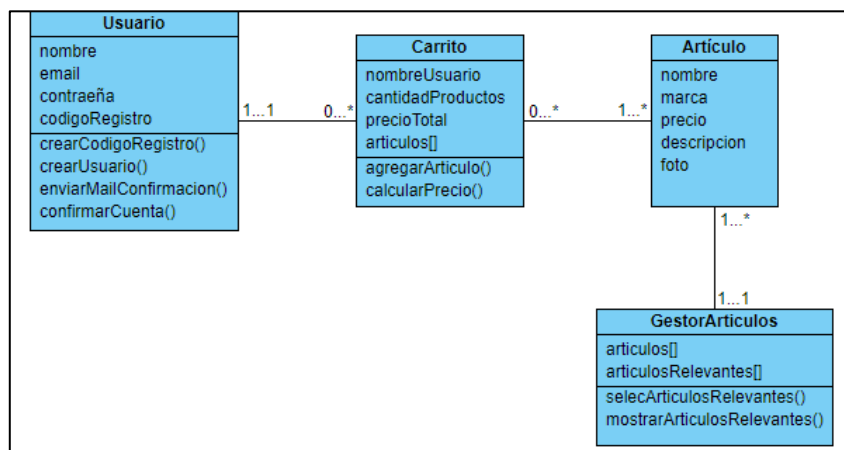 Usuario
nombre
email
contraeña
codigoRegistro
crearCodigoRegistro()
crearUsuario()
enviarMailConfirmacion()
confirmarCuenta()
1...1
0...*
Carrito
nombreUsuario
cantidadProductos
precioTotal
articulos[]
agregarArticulo()
calcularPrecio()
0...*
1...*
Artículo
nombre
marca
precio
descripcion
foto
1...*
1...1
GestorArticulos
articulos[]
articulosRelevantes[]
selecArticulosRelevantes()
mostrarArticulosRelevantes()